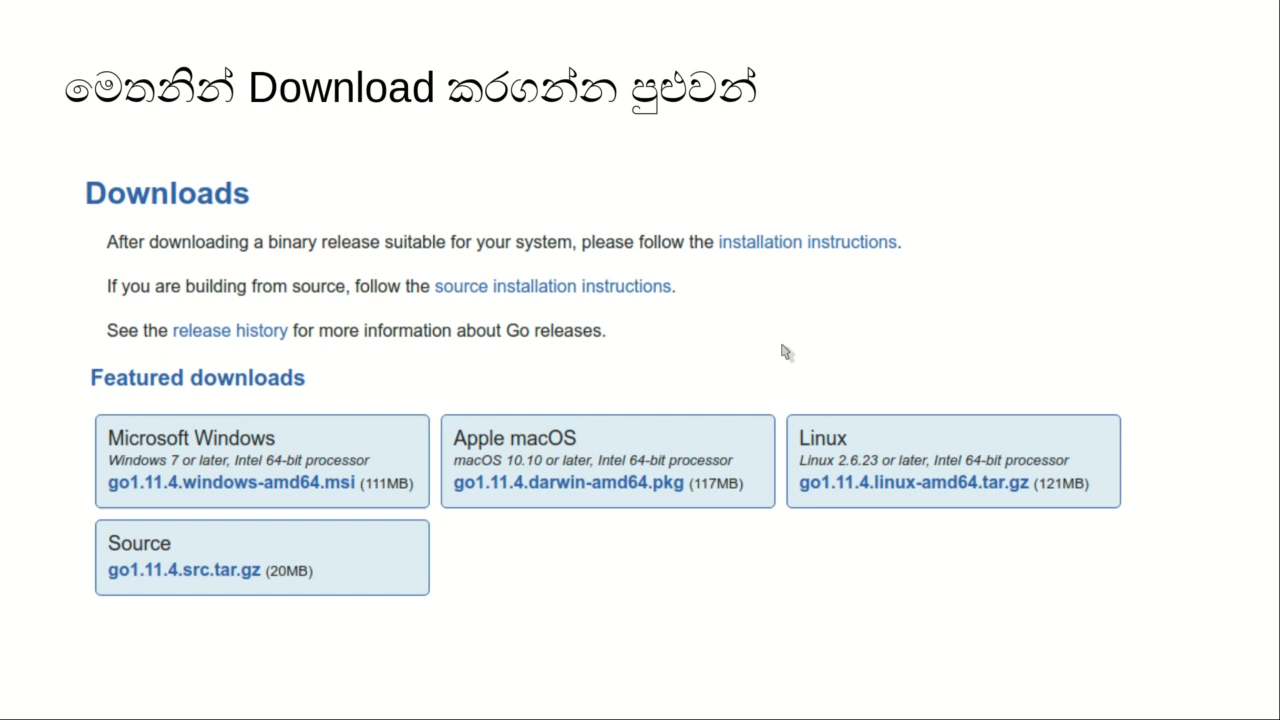 මෙතනින් Download කරගන්න පුළුවන්
Downloads
After downloading a binary release suitable for your system, please follow the installation instructions.
If you are building from source, follow the source installation instructions.
See the release history for more information about Go releases.
Featured downloads
Microsoft Windows
Windows 7 or later, Intel 64-bit processor
go1.11.4.windows-amd64.msi (111MB)
Apple macOS
macOS 10.10 or later, Intel 64-bit processor
go1.11.4.darwin-amd64.pkg (117MB)
Linux
Linux 2.6.23 or later, Intel 64-bit processor
go1.11.4.linux-amd64.tar.gz (121MB)
Source
go1.11.4.src.tar.gz (20MB)